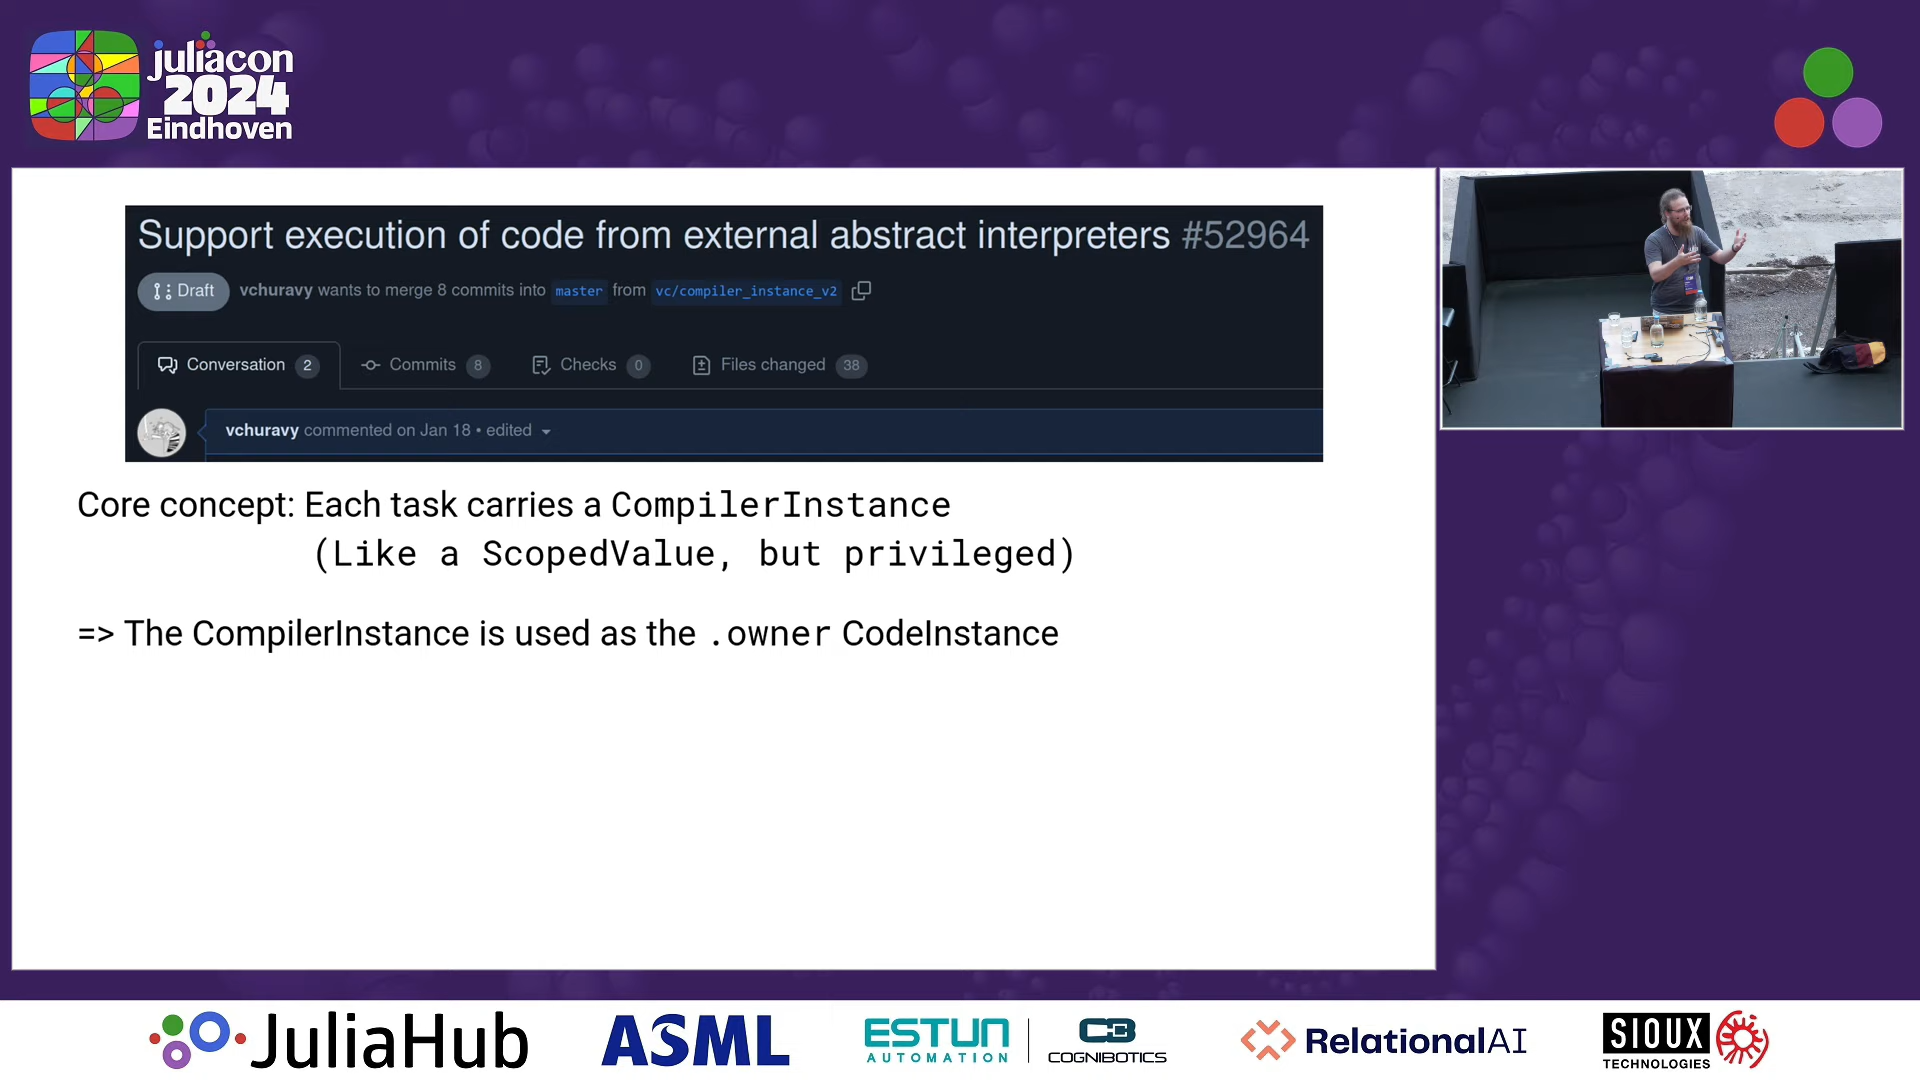 juliacon
2024
Eindhoven
Support execution of code from external abstract interpreters #52964
Draft vchuravy wants to merge 8 commits into master from vc/compiler_instance_v2
Conversation 2 Commits 8 Checks 0 Files changed 38
vchuravy commented on Jan 18 • edited
Core concept: Each task carries a CompilerInstance
(Like a ScopedValue, but privileged)
=> The CompilerInstance is used as the .owner CodeInstance
JuliaHub
ASML
ESTUN
AUTOMATION
COGNIBOTICS
RelationalAI
SIOUX
TECHNOLOGIES